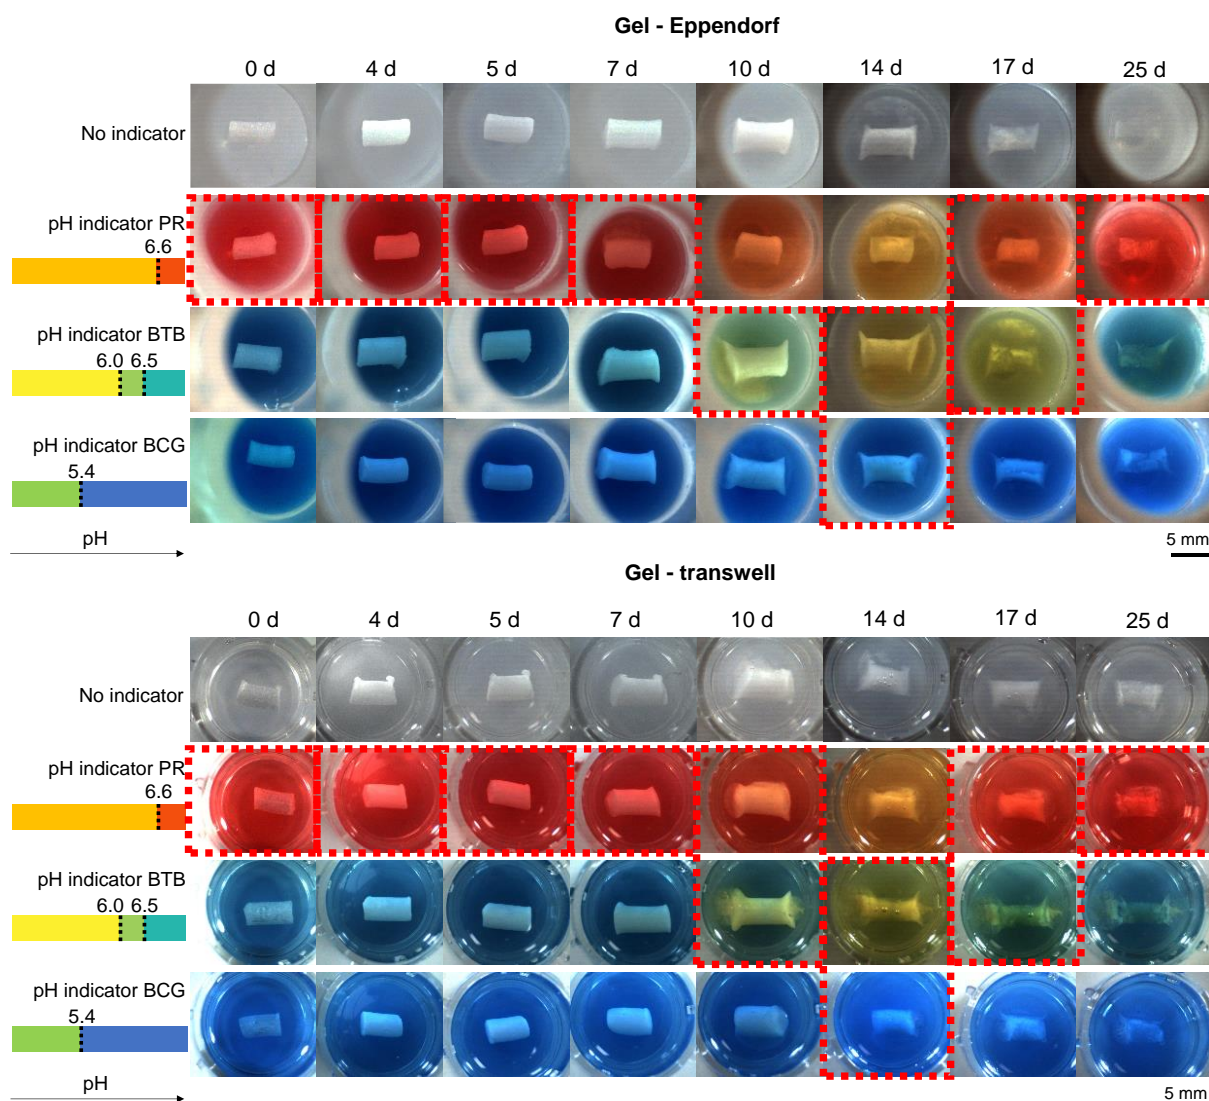 Gel - Eppendorf
0 d 4 d 5 d 7 d 10 d 14 d 17 d 25 d
No indicator
pH indicator PR
6.6
pH indicator BTB
6.0 6.5
pH indicator BCG
5.4
pH
5 mm
Gel - transwell
0 d 4 d 5 d 7 d 10 d 14 d 17 d 25 d
No indicator
pH indicator PR
6.6
pH indicator BTB
6.0 6.5
pH indicator BCG
5.4
pH
5 mm